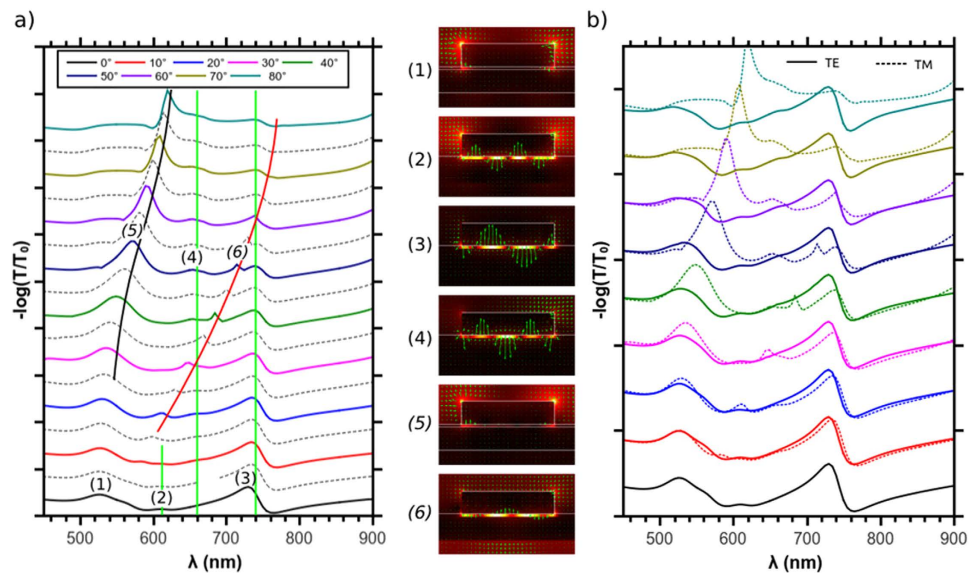 a)
b)
0° 10° 20° 30° 40°
50° 60° 70° 80°
-log(T/T₀)
(5)
(4)
(6)
(1)
(2)
(3)
500 600 700 800 900
λ (nm)
(1)
(2)
(3)
(4)
(5)
(6)
TE TM
-log(T/T₀)
500 600 700 800 900
λ (nm)